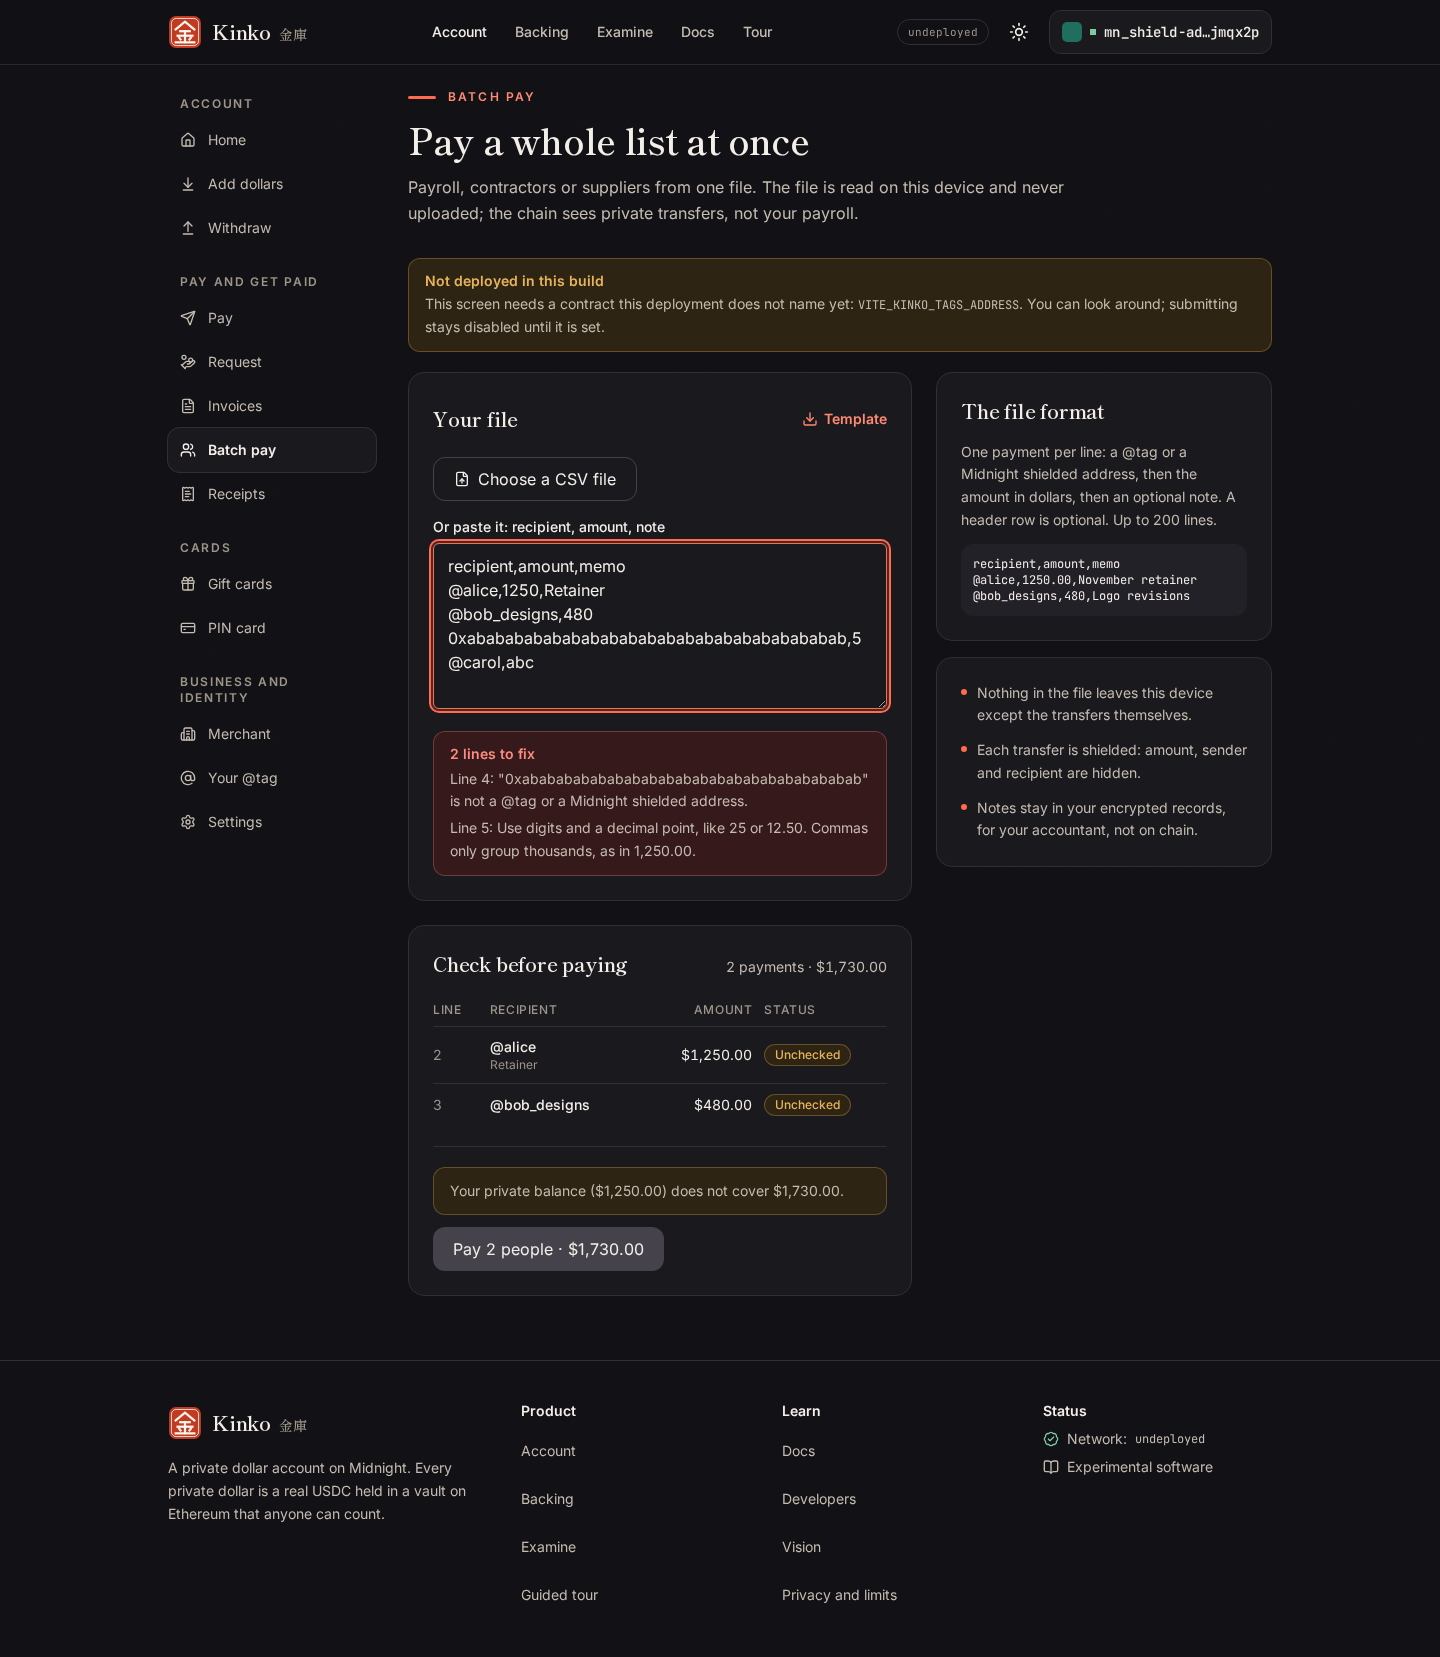 金 Kinko 金庫
Account Backing Examine Docs Tour
undeployed
mn_shield-ad…jmqx2p
ACCOUNT
Home
Add dollars
Withdraw
PAY AND GET PAID
Pay
Request
Invoices
Batch pay
Receipts
CARDS
Gift cards
PIN card
BUSINESS AND
IDENTITY
Merchant
Your @tag
Settings
BATCH PAY
Pay a whole list at once
Payroll, contractors or suppliers from one file. The file is read on this device and never
uploaded; the chain sees private transfers, not your payroll.
Not deployed in this build
This screen needs a contract this deployment does not name yet: VITE_KINKO_TAGS_ADDRESS. You can look around; submitting
stays disabled until it is set.
Your file
Template
Choose a CSV file
Or paste it: recipient, amount, note
recipient,amount,memo
@alice,1250,Retainer
@bob_designs,480
0xabababababababababababababababababababab,5
@carol,abc
2 lines to fix
Line 4: "0xabababababababababababababababababababab"
is not a @tag or a Midnight shielded address.
Line 5: Use digits and a decimal point, like 25 or 12.50. Commas
only group thousands, as in 1,250.00.
The file format
One payment per line: a @tag or a
Midnight shielded address, then the
amount in dollars, then an optional note. A
header row is optional. Up to 200 lines.
recipient,amount,memo
@alice,1250.00,November retainer
@bob_designs,480,Logo revisions
Nothing in the file leaves this device
except the transfers themselves.
Each transfer is shielded: amount, sender
and recipient are hidden.
Notes stay in your encrypted records,
for your accountant, not on chain.
Check before paying
2 payments · $1,730.00
LINE RECIPIENT AMOUNT STATUS
2 @alice $1,250.00 Unchecked
Retainer
3 @bob_designs $480.00 Unchecked
Your private balance ($1,250.00) does not cover $1,730.00.
Pay 2 people · $1,730.00
金 Kinko 金庫
A private dollar account on Midnight. Every
private dollar is a real USDC held in a vault on
Ethereum that anyone can count.
Product
Account
Backing
Examine
Guided tour
Learn
Docs
Developers
Vision
Privacy and limits
Status
Network: undeployed
Experimental software